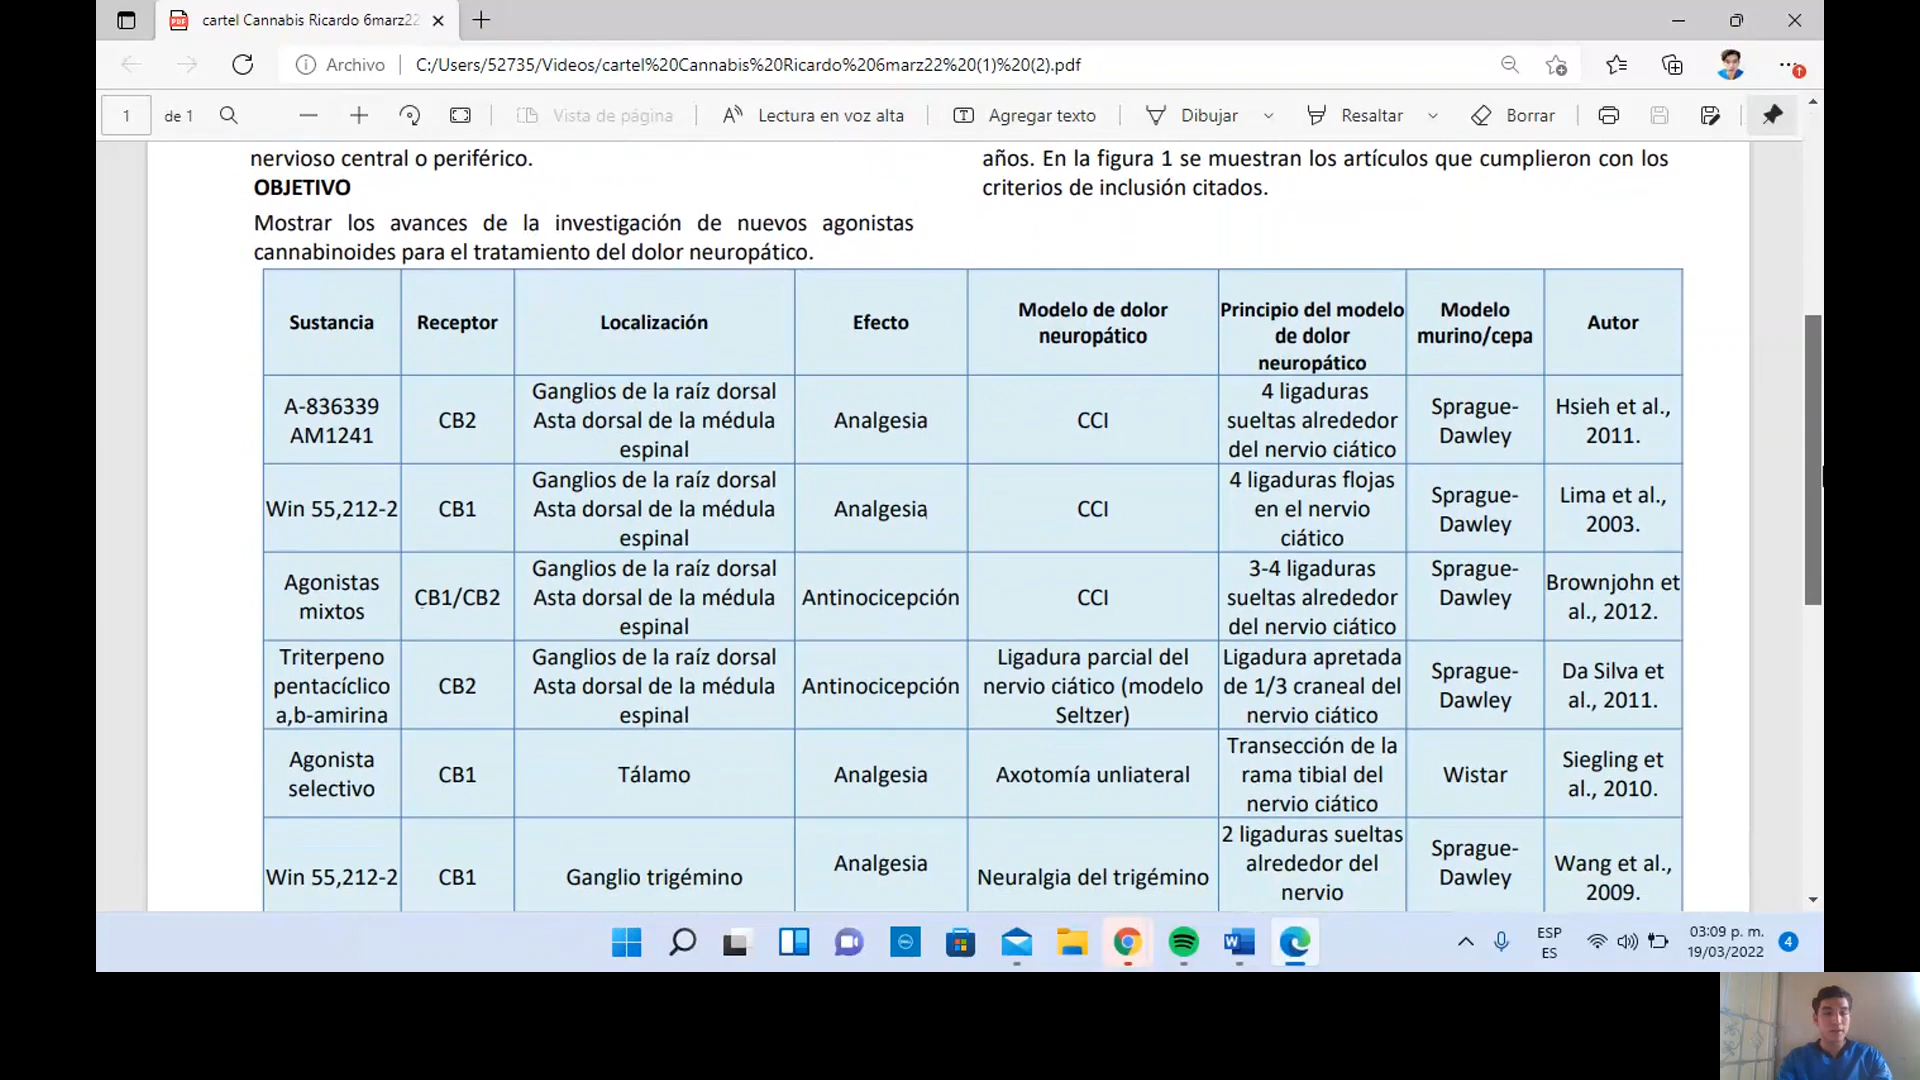 cartel Cannabis Ricardo 6marz22
Archivo
C:/Users/52735/Videos/cartel%20Cannabis%20Ricardo%206marz22%20(1)%20(2).pdf
1 de 1
Vista de página
Lectura en voz alta
Agregar texto
Dibujar
Resaltar
Borrar
nervioso central o periférico.
OBJETIVO
Mostrar los avances de la investigación de nuevos agonistas
cannabinoides para el tratamiento del dolor neuropático.
años. En la figura 1 se muestran los artículos que cumplieron con los
criterios de inclusión citados.
Sustancia
Receptor
Localización
Efecto
Modelo de dolor
neuropático
Principio del modelo
de dolor
neuropático
Modelo
murino/cepa
Autor
A-836339
AM1241
CB2
Ganglios de la raíz dorsal
Asta dorsal de la médula
espinal
Analgesia
CCI
4 ligaduras
sueltas alrededor
del nervio ciático
Sprague-
Dawley
Hsieh et al.,
2011.
Win 55,212-2
CB1
Ganglios de la raíz dorsal
Asta dorsal de la médula
espinal
Analgesia
CCI
4 ligaduras flojas
en el nervio
ciático
Sprague-
Dawley
Lima et al.,
2003.
Agonistas
mixtos
CB1/CB2
Ganglios de la raíz dorsal
Asta dorsal de la médula
espinal
Antinocicepción
CCI
3-4 ligaduras
sueltas alrededor
del nervio ciático
Sprague-
Dawley
Brownjohn et
al., 2012.
Triterpeno
pentacíclico
a,b-amirina
CB2
Ganglios de la raíz dorsal
Asta dorsal de la médula
espinal
Antinocicepción
Ligadura parcial del
nervio ciático (modelo
Seltzer)
Ligadura apretada
de 1/3 craneal del
nervio ciático
Sprague-
Dawley
Da Silva et
al., 2011.
Agonista
selectivo
CB1
Tálamo
Analgesia
Axotomía unliateral
Transección de la
rama tibial del
nervio ciático
Wistar
Siegling et
al., 2010.
Win 55,212-2
CB1
Ganglio trigémino
Analgesia
Neuralgia del trigémino
2 ligaduras sueltas
alrededor del
nervio
Sprague-
Dawley
Wang et al.,
2009.
ESP
ES
03:09 p. m.
19/03/2022
4